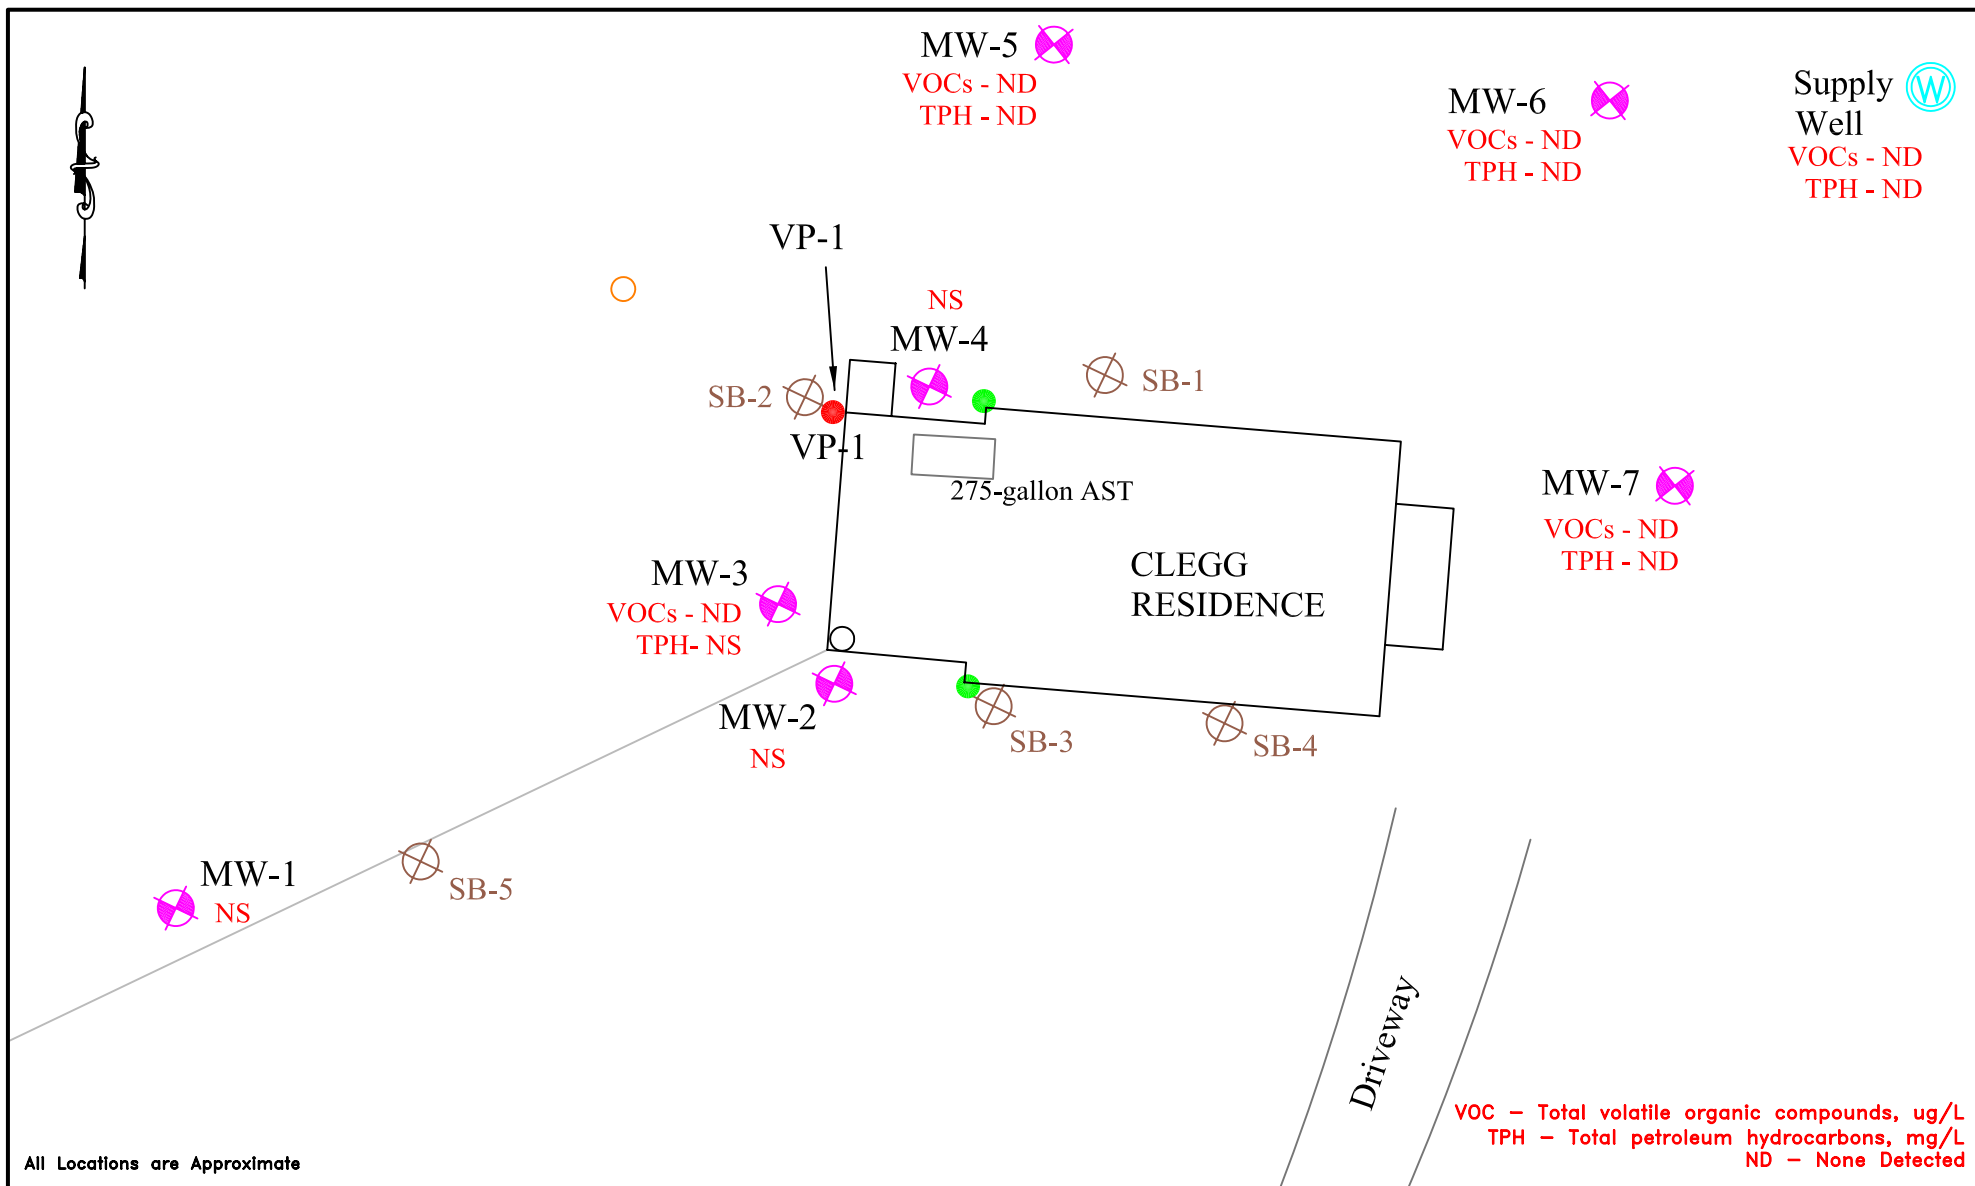 MW-5
VOCs - ND
TPH - ND
MW-6
VOCs - ND
TPH - ND
Supply
Well
W
VOCs - ND
TPH - ND
VP-1
NS
MW-4
SB-2
SB-1
VP-1
275-gallon AST
MW-7
VOCs - ND
TPH - ND
CLEGG
RESIDENCE
MW-3
VOCs - ND
TPH- NS
MW-2
NS
SB-3
SB-4
MW-1
NS
SB-5
Driveway
VOC - Total volatile organic compounds, ug/L
TPH - Total petroleum hydrocarbons, mg/L
ND - None Detected
All Locations are Approximate